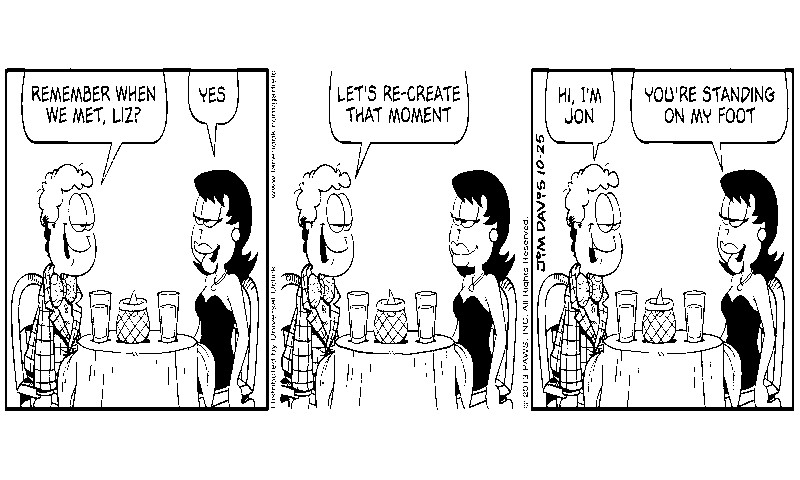 REMEMBER WHEN
WE MET, LIZ?
YES
LET'S RE-CREATE
THAT MOMENT
HI, I'M
JON
YOU'RE STANDING
ON MY FOOT
JIM DAVIS 10-25
© 2013 PAWS, INC. All Rights Reserved.